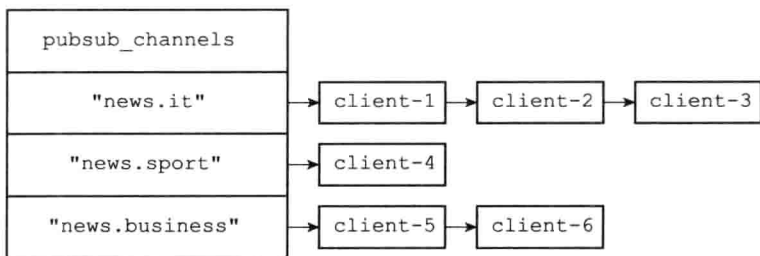 pubsub_channels
"news.it" client-1 client-2 client-3
"news.sport" client-4
"news.business" client-5 client-6